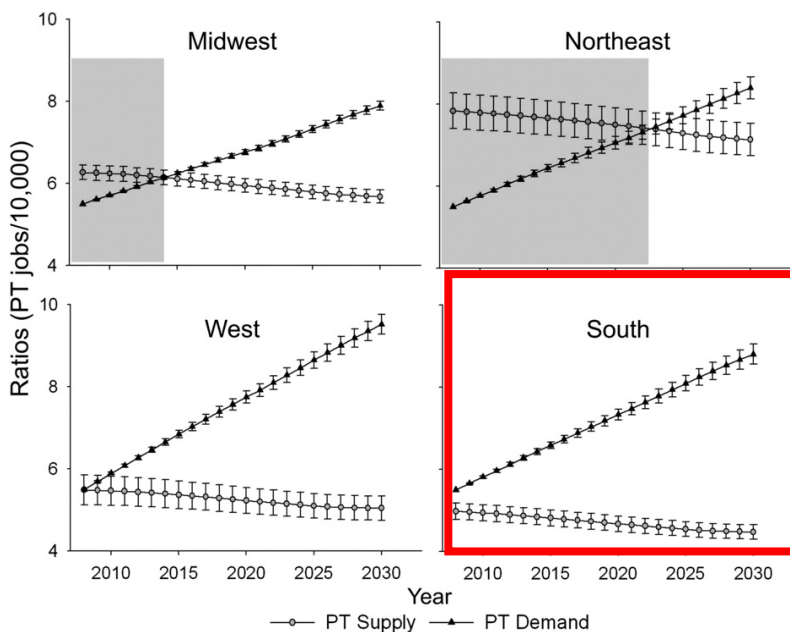 10
Midwest
Northeast
8
6
4
Ratios (PT jobs/10,000)
10
West
South
8
6
4
2010 2015 2020 2025 2030 2010 2015 2020 2025 2030
Year
PT Supply PT Demand